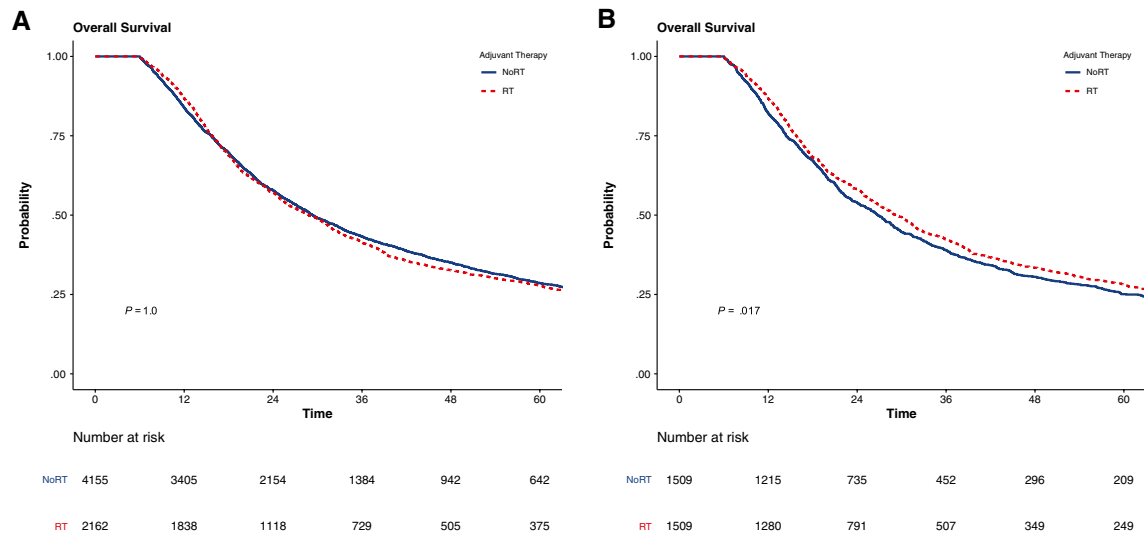 A
Overall Survival
Adjuvant Therapy
NoRT
RT
1.00
.75
.50
.25
.00
Probability
P = 1.0
0 12 24 36 48 60
Time
Number at risk
NoRT 4155 3405 2154 1384 942 642
RT 2162 1838 1118 729 505 375
B
Overall Survival
Adjuvant Therapy
NoRT
RT
1.00
.75
.50
.25
.00
Probability
P = .017
0 12 24 36 48 60
Time
Number at risk
NoRT 1509 1215 735 452 296 209
RT 1509 1280 791 507 349 249